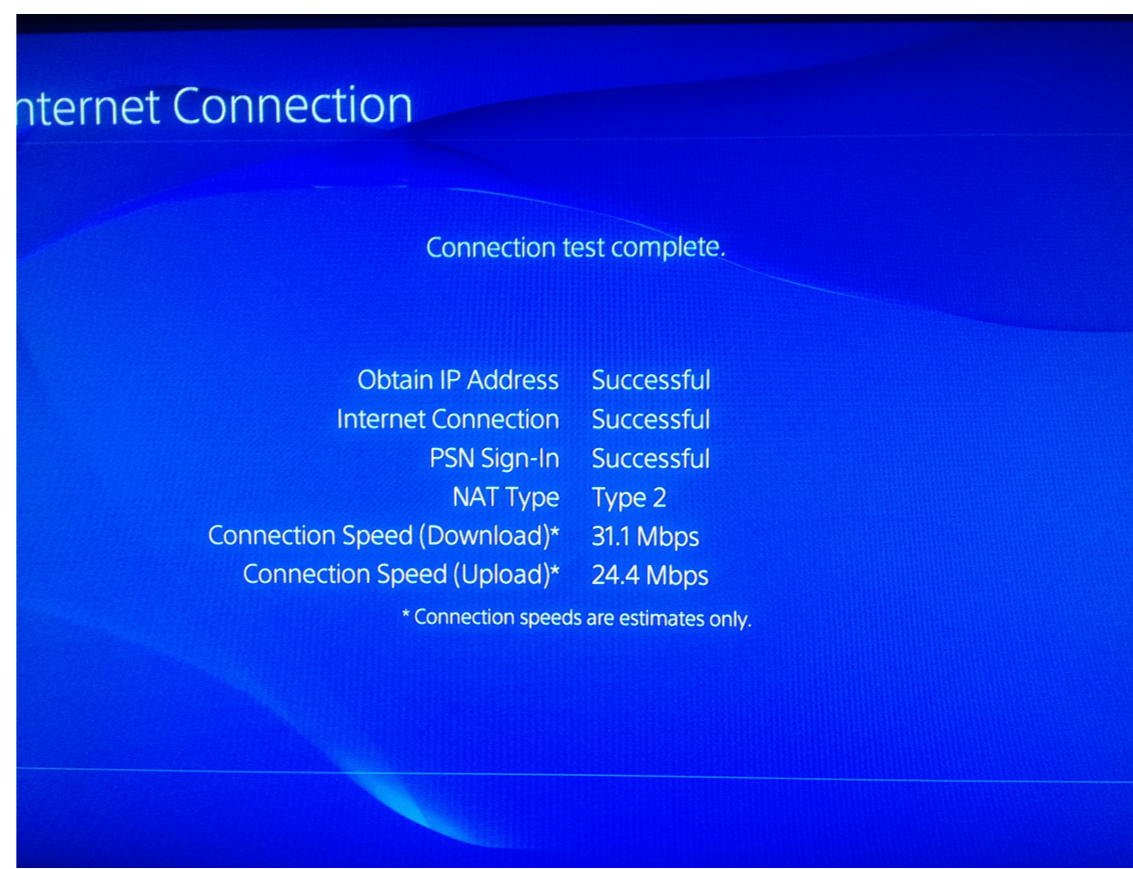 nternet Connection
Connection test complete.
Obtain IP Address Successful
Internet Connection Successful
PSN Sign-In Successful
NAT Type Type 2
Connection Speed (Download)* 31.1 Mbps
Connection Speed (Upload)* 24.4 Mbps
* Connection speeds are estimates only.